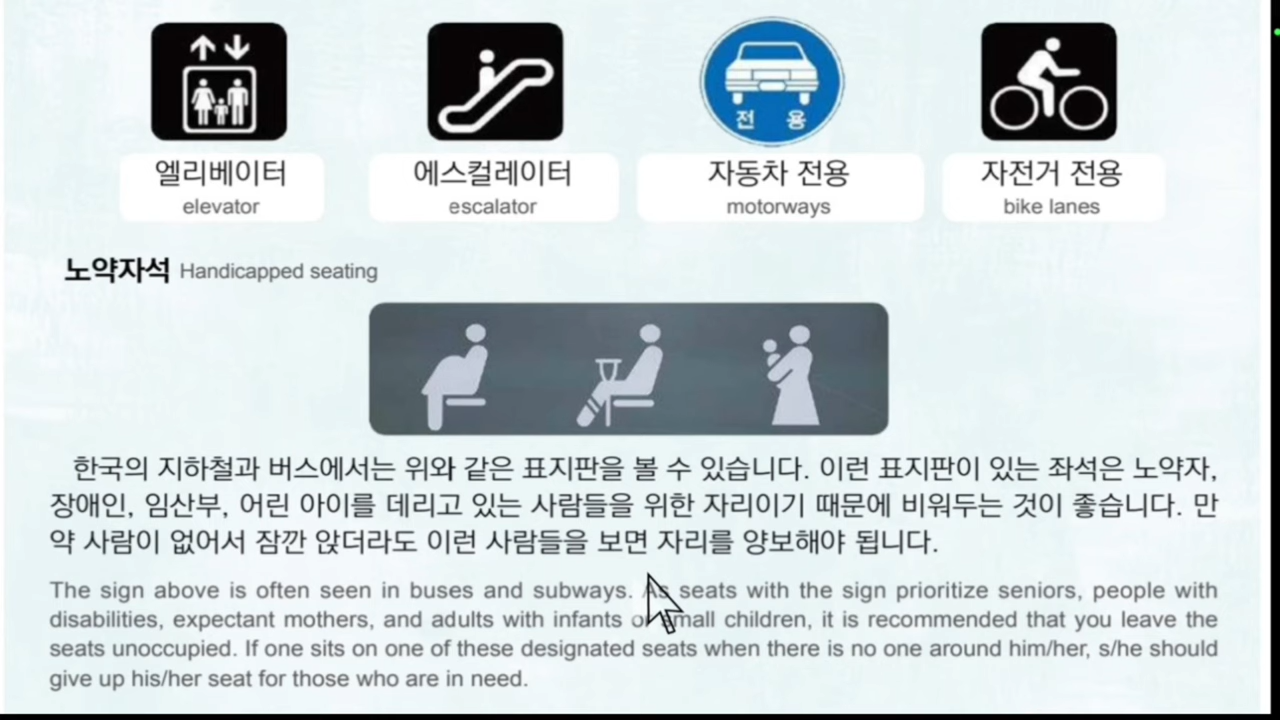 전 용
엘리베이터
elevator
에스컬레이터
escalator
자동차 전용
motorways
자전거 전용
bike lanes
노약자석 Handicapped seating
한국의 지하철과 버스에서는 위와 같은 표지판을 볼 수 있습니다. 이런 표지판이 있는 좌석은 노약자,
장애인, 임산부, 어린 아이를 데리고 있는 사람들을 위한 자리이기 때문에 비워두는 것이 좋습니다. 만
약 사람이 없어서 잠깐 앉더라도 이런 사람들을 보면 자리를 양보해야 됩니다.
The sign above is often seen in buses and subways. As seats with the sign prioritize seniors, people with
disabilities, expectant mothers, and adults with infants or small children, it is recommended that you leave the
seats unoccupied. If one sits on one of these designated seats when there is no one around him/her, s/he should
give up his/her seat for those who are in need.